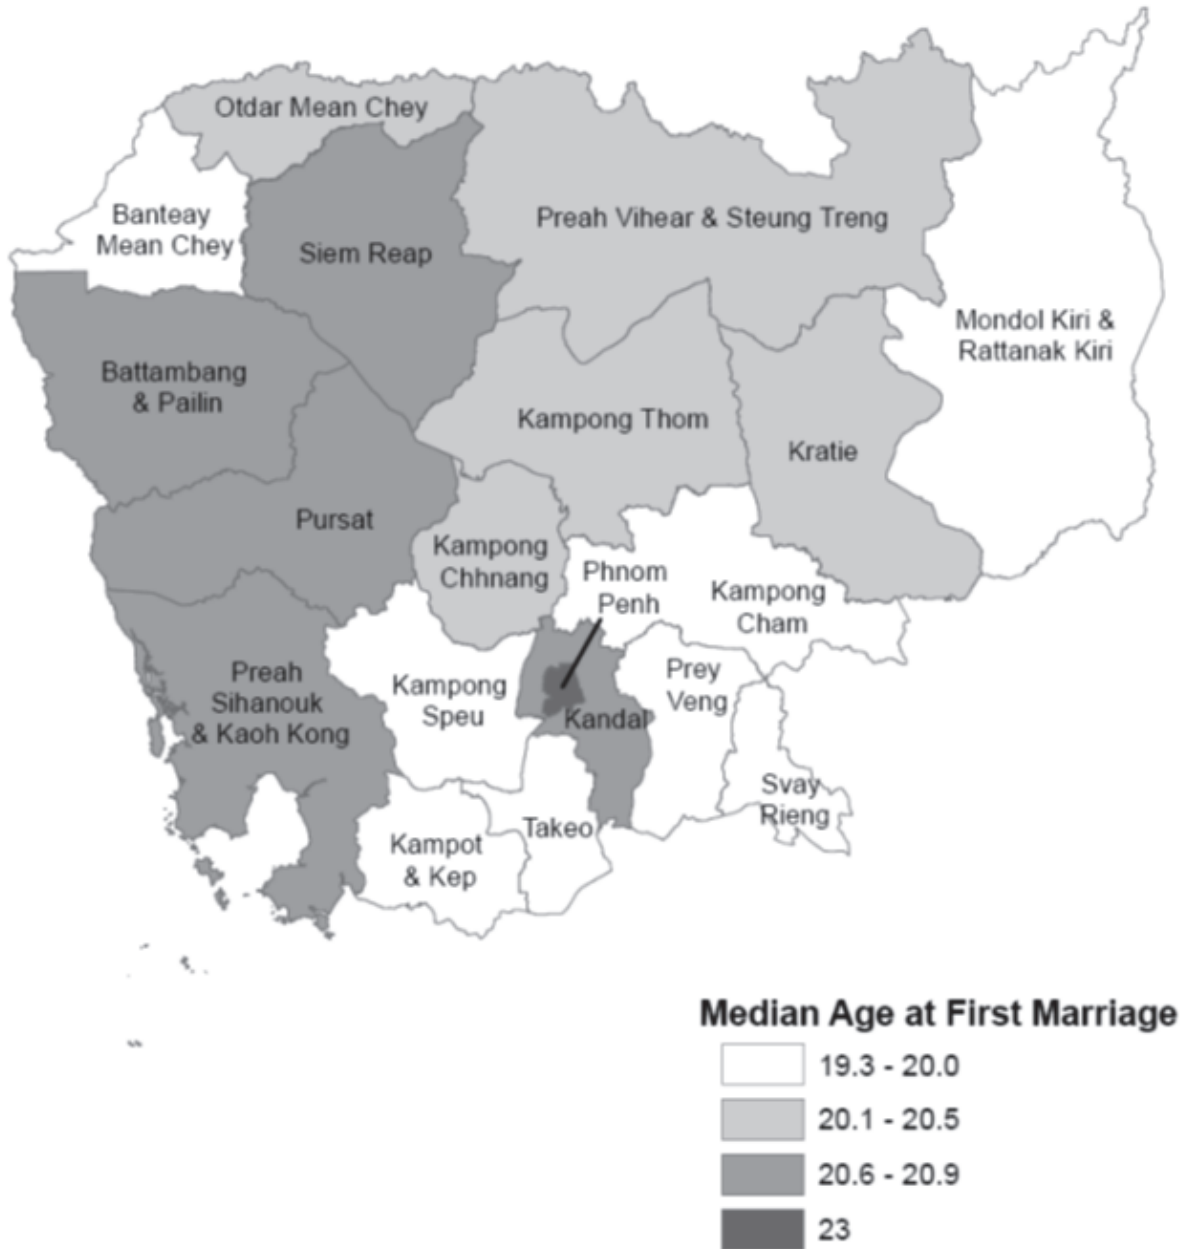 Otdar Mean Chey
Banteay
Mean Chey
Siem Reap
Preah Vihear & Steung Treng
Mondol Kiri &
Rattanak Kiri
Battambang
& Pailin
Kampong Thom
Kratie
Pursat
Kampong
Chhnang
Phnom
Penh
Kampong
Cham
Preah
Sihanouk
& Kaoh Kong
Kampong
Speu
Kandal
Prey
Veng
Svay
Rieng
Takeo
Kampot
& Kep
Median Age at First Marriage
19.3 - 20.0
20.1 - 20.5
20.6 - 20.9
23